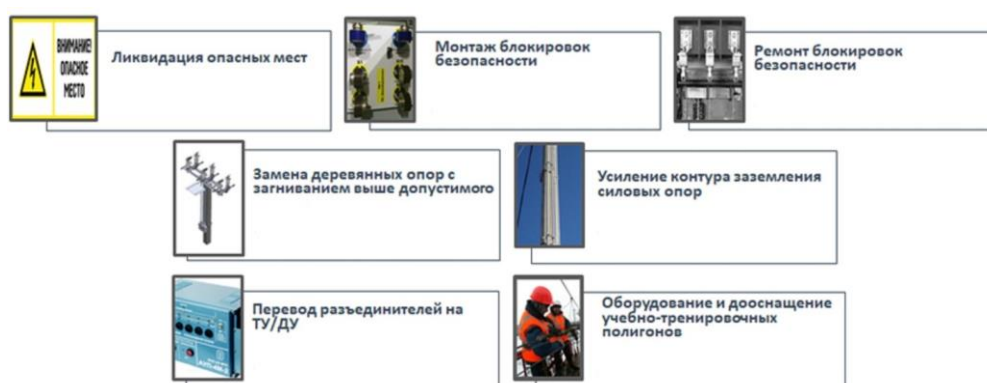 ВНИМАНИЕ!
ОПАСНОЕ
МЕСТО
Ликвидация опасных мест
Монтаж блокировок
безопасности
Ремонт блокировок
безопасности
Замена деревянных опор с
загниванием выше допустимого
Усиление контура заземления
силовых опор
Перевод разъединителей на
ТУ/ДУ
Оборудование и дооснащение
учебно-тренировочных
полигонов